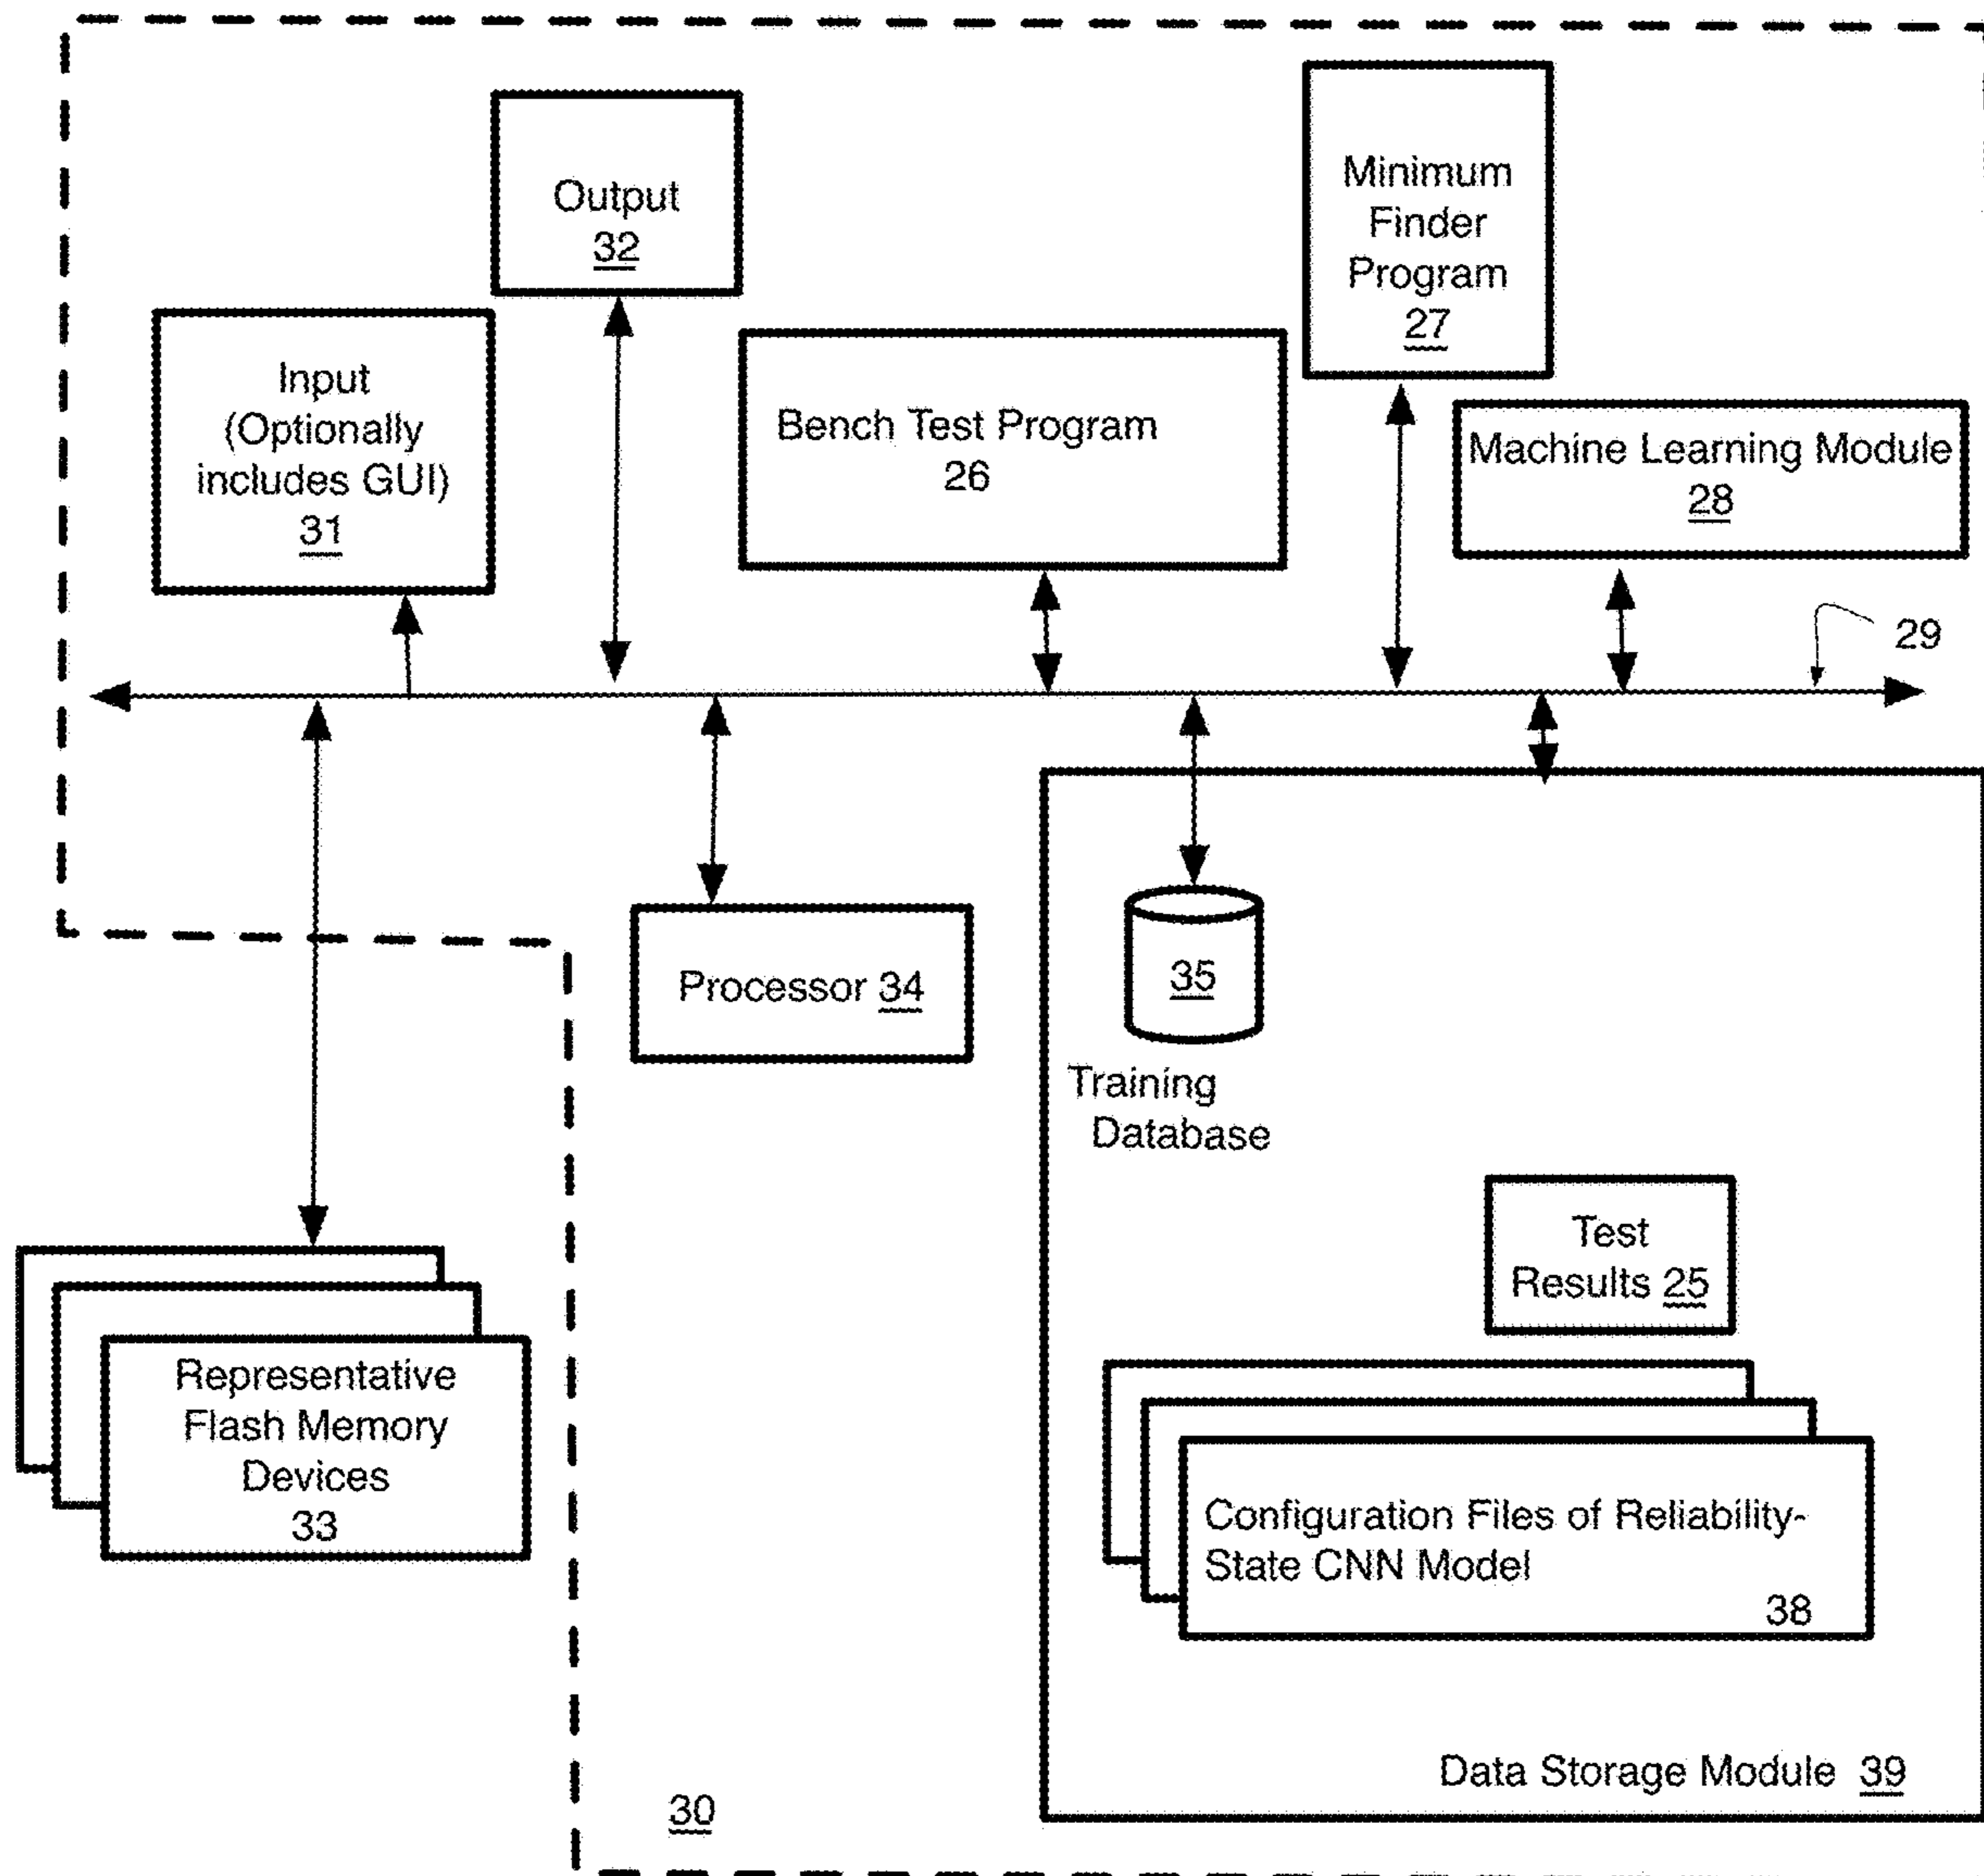 Output
32
Minimum
Finder
Program
27
Input
(Optionally
includes GUI)
31
Bench Test Program
26
Machine Learning Module
28
29
Processor 34
35
Training
Database
Test
Results 25
Representative
Flash Memory
Devices
33
Configuration Files of Reliability-
State CNN Model
38
Data Storage Module 39
30